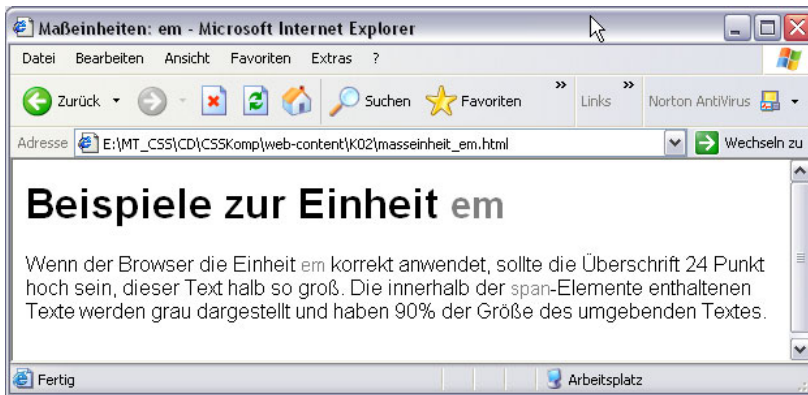 Maßeinheiten: em - Microsoft Internet Explorer
Datei Bearbeiten Ansicht Favoriten Extras ?
Zurück Suchen Favoriten » Links » Norton AntiVirus
Adresse E:\MT_CSS\CD\CSSKomp\web-content\K02\masseinheit_em.html Wechseln zu
Beispiele zur Einheit em
Wenn der Browser die Einheit em korrekt anwendet, sollte die Überschrift 24 Punkt
hoch sein, dieser Text halb so groß. Die innerhalb der span-Elemente enthaltenen
Texte werden grau dargestellt und haben 90% der Größe des umgebenden Textes.
Fertig Arbeitsplatz